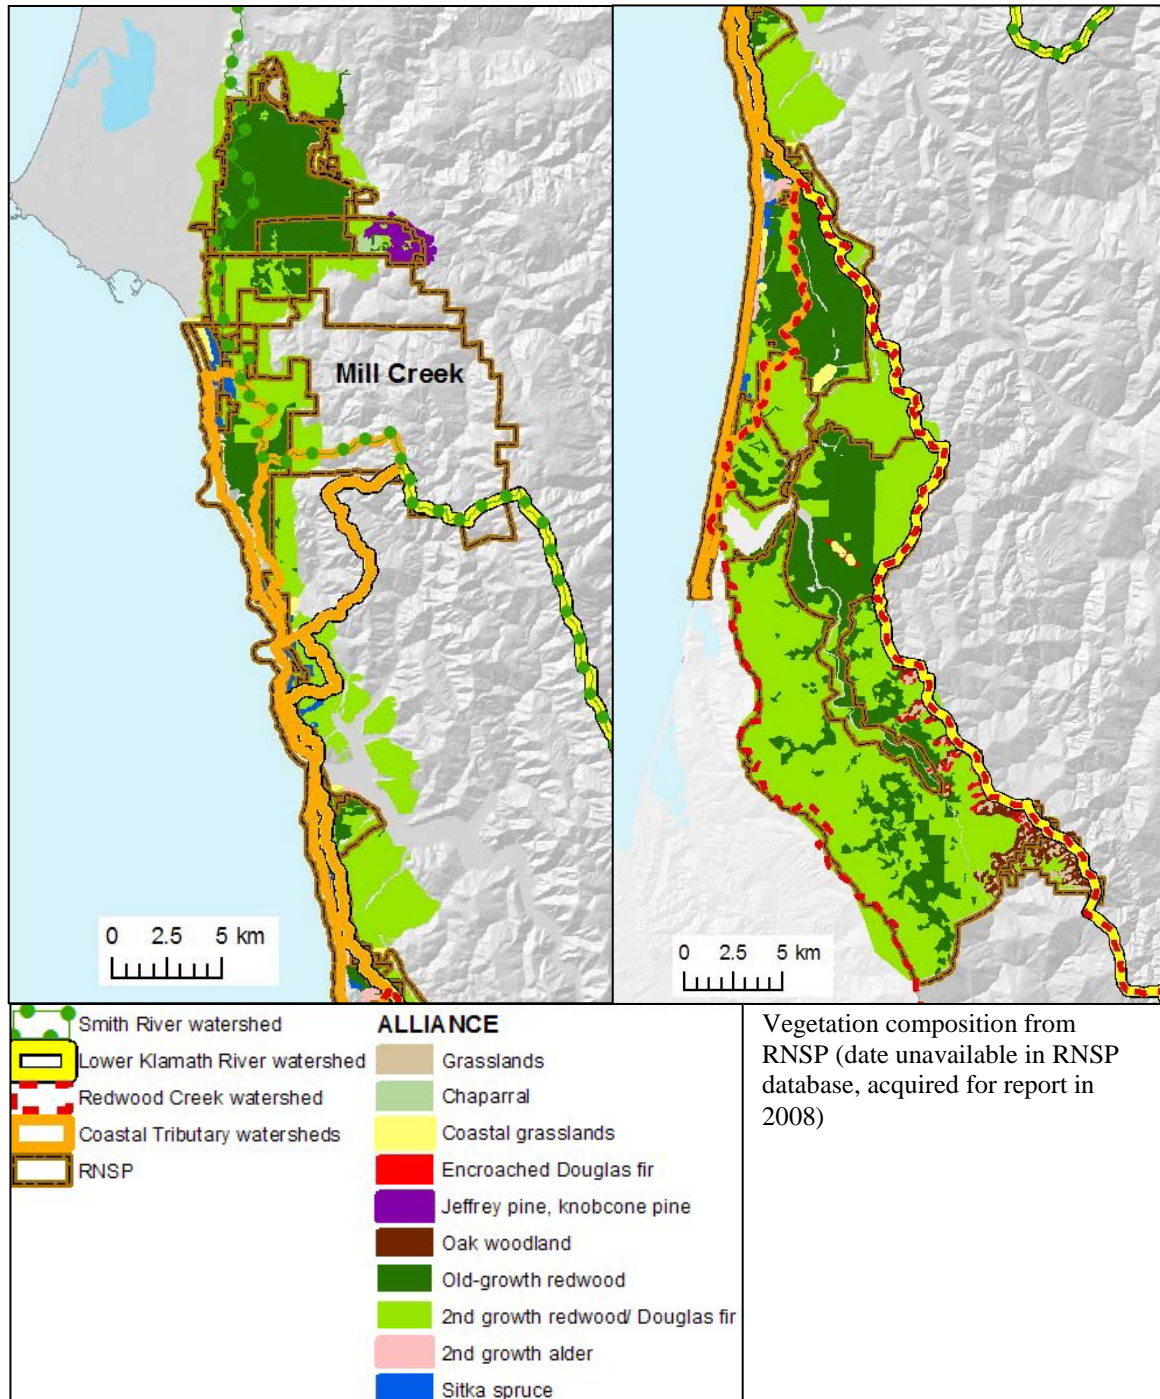 Mill Creek
0 2.5 5 km
0 2.5 5 km
Smith River watershed
Lower Klamath River watershed
Redwood Creek watershed
Coastal Tributary watersheds
RNSP
ALLIANCE
Grasslands
Chaparral
Coastal grasslands
Encroached Douglas fir
Jeffrey pine, knobcone pine
Oak woodland
Old-growth redwood
2nd growth redwood/ Douglas fir
2nd growth alder
Sitka spruce
Vegetation composition from
RNSP (date unavailable in RNSP
database, acquired for report in
2008)